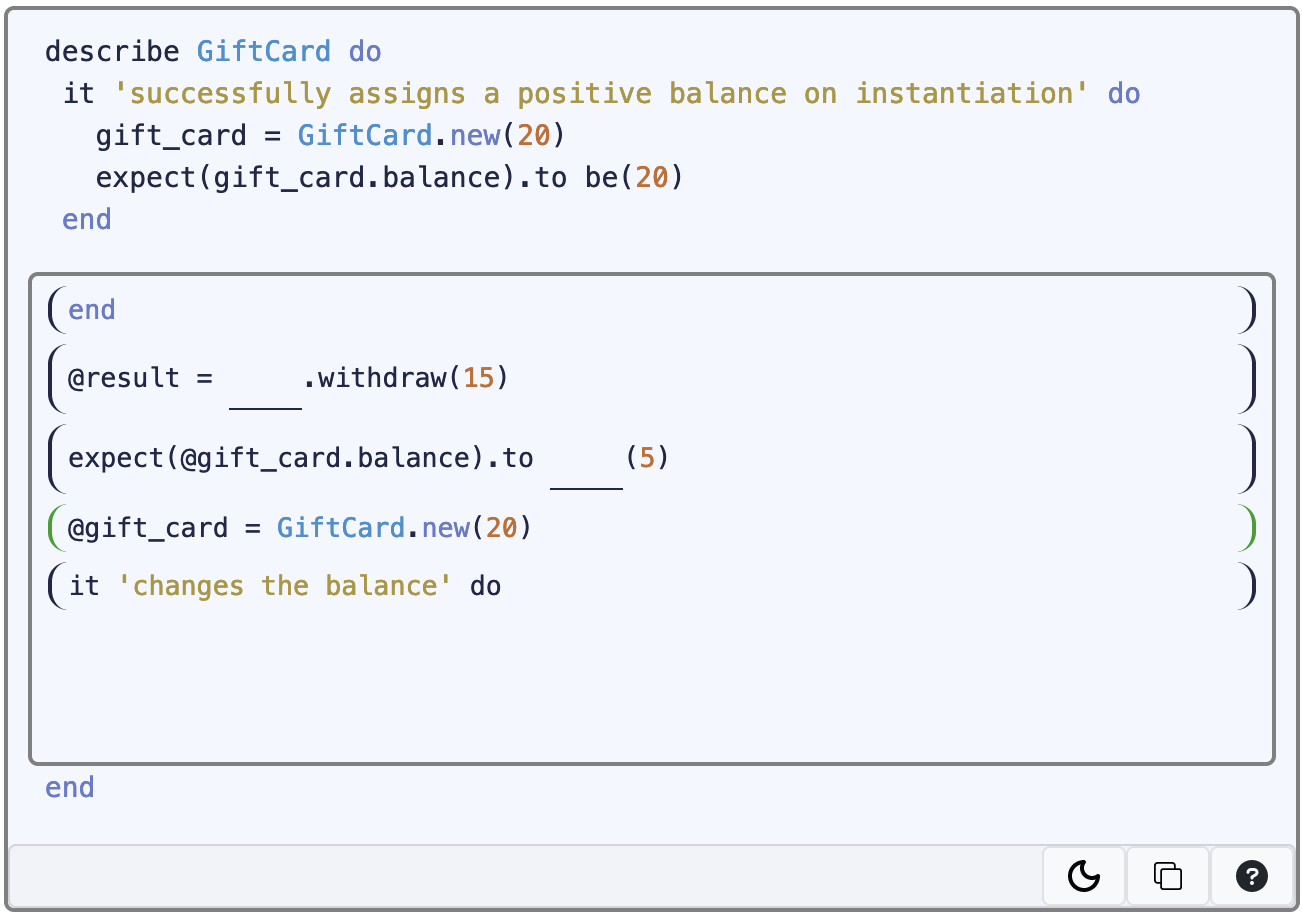 describe GiftCard do
it 'successfully assigns a positive balance on instantiation' do
gift_card = GiftCard.new(20)
expect(gift_card.balance).to be(20)
end
end
@result = ____.withdraw(15)
expect(@gift_card.balance).to ____(5)
@gift_card = GiftCard.new(20)
it 'changes the balance' do
end
?